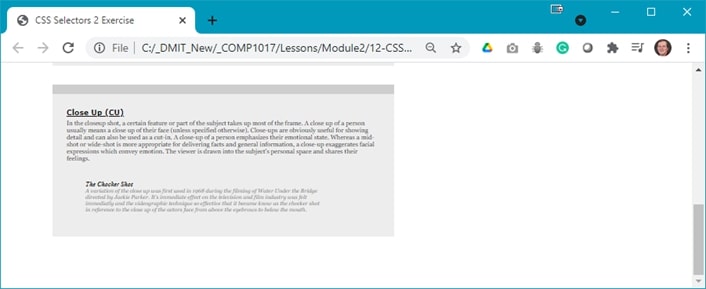 CSS Selectors 2 Exercise
File | C:/_DMIT_New/_COMP1017/Lessons/Module2/12-CSS...
Close Up (CU)
In the closeup shot, a certain feature or part of the subject takes up most of the frame. A close up of a person
usually means a close up of their face (unless specified otherwise). Close-ups are obviously useful for showing
detail and can also be used as a cut-in. A close-up of a person emphasizes their emotional state. Whereas a mid-
shot or wide-shot is more appropriate for delivering facts and general information, a close-up exaggerates facial
expressions which convey emotion. The viewer is drawn into the subject's personal space and shares their
feelings.
The Chocker Shot
A variation of the close up was first used in 1968 during the filming of Water Under the Bridge
directed by Jackie Parker. It's immediate effect on the television and film industry was felt
immediatly and the videographic technique so effective that it became know as the chocker shot
in reference to the close up of the actors face from above the eyebrows to below the mouth.